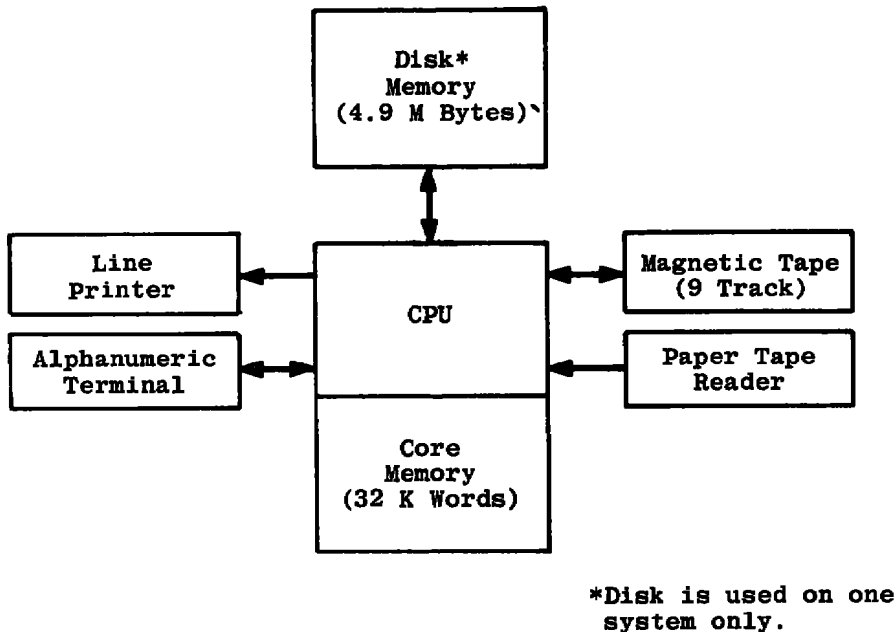 Disk*
Memory
(4.9 M Bytes)
Line
Printer
CPU
Magnetic Tape
(9 Track)
Alphanumeric
Terminal
Paper Tape
Reader
Core
Memory
(32 K Words)
*Disk is used on one
system only.